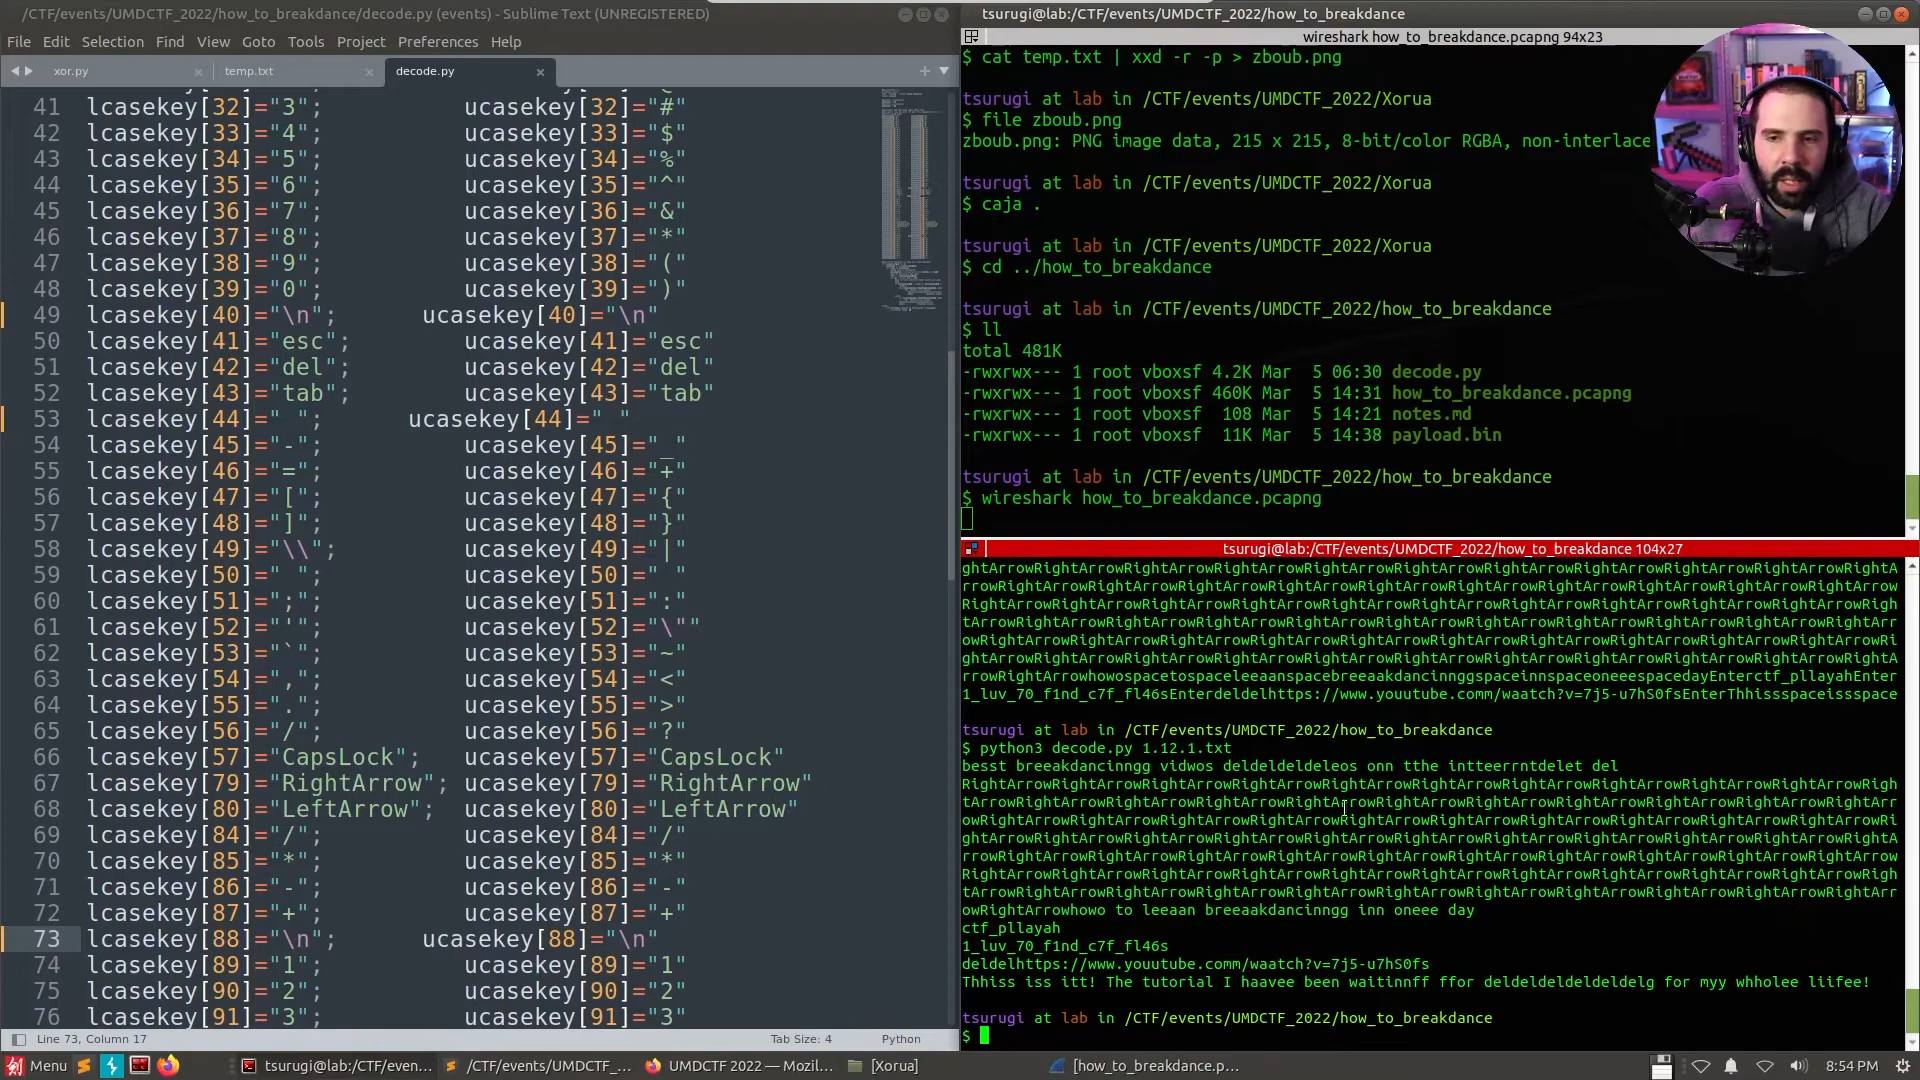 /CTF/events/UMDCTF_2022/how_to_breakdance/decode.py (events) - Sublime Text (UNREGISTERED)
File Edit Selection Find View Goto Tools Project Preferences Help
xor.py temp.txt decode.py
41 lcasekey[32]="3"; ucasekey[32]="#"
42 lcasekey[33]="4"; ucasekey[33]="$"
43 lcasekey[34]="5"; ucasekey[34]="%"
44 lcasekey[35]="6"; ucasekey[35]="^"
45 lcasekey[36]="7"; ucasekey[36]="&"
46 lcasekey[37]="8"; ucasekey[37]="*"
47 lcasekey[38]="9"; ucasekey[38]="("
48 lcasekey[39]="0"; ucasekey[39]=")"
49 lcasekey[40]="\n"; ucasekey[40]="\n"
50 lcasekey[41]="esc"; ucasekey[41]="esc"
51 lcasekey[42]="del"; ucasekey[42]="del"
52 lcasekey[43]="tab"; ucasekey[43]="tab"
53 lcasekey[44]=" "; ucasekey[44]=" "
54 lcasekey[45]="-"; ucasekey[45]="_"
55 lcasekey[46]="="; ucasekey[46]="+"
56 lcasekey[47]="["; ucasekey[47]="{"
57 lcasekey[48]="]"; ucasekey[48]="}"
58 lcasekey[49]="\\"; ucasekey[49]="|"
59 lcasekey[50]=" "; ucasekey[50]=" "
60 lcasekey[51]=";"; ucasekey[51]=":"
61 lcasekey[52]="'"; ucasekey[52]="\""
62 lcasekey[53]="`"; ucasekey[53]="~"
63 lcasekey[54]=","; ucasekey[54]="<"
64 lcasekey[55]="."; ucasekey[55]=">"
65 lcasekey[56]="/"; ucasekey[56]="?"
66 lcasekey[57]="CapsLock"; ucasekey[57]="CapsLock"
67 lcasekey[79]="RightArrow"; ucasekey[79]="RightArrow"
68 lcasekey[80]="LeftArrow"; ucasekey[80]="LeftArrow"
69 lcasekey[84]="/"; ucasekey[84]="/"
70 lcasekey[85]="*"; ucasekey[85]="*"
71 lcasekey[86]="-"; ucasekey[86]="-"
72 lcasekey[87]="+"; ucasekey[87]="+"
73 lcasekey[88]="\n"; ucasekey[88]="\n"
74 lcasekey[89]="1"; ucasekey[89]="1"
75 lcasekey[90]="2"; ucasekey[90]="2"
76 lcasekey[91]="3"; ucasekey[91]="3"
Line 73, Column 17 Tab Size: 4 Python
tsurugi@lab:/CTF/events/UMDCTF_2022/how_to_breakdance
wireshark how_to_breakdance.pcapng 94x23
$ cat temp.txt | xxd -r -p > zboub.png
tsurugi at lab in /CTF/events/UMDCTF_2022/Xorua
$ file zboub.png
zboub.png: PNG image data, 215 x 215, 8-bit/color RGBA, non-interlace
tsurugi at lab in /CTF/events/UMDCTF_2022/Xorua
$ caja .
tsurugi at lab in /CTF/events/UMDCTF_2022/Xorua
$ cd ../how_to_breakdance
tsurugi at lab in /CTF/events/UMDCTF_2022/how_to_breakdance
$ ll
total 481K
-rwxrwx--- 1 root vboxsf 4.2K Mar 5 06:30 decode.py
-rwxrwx--- 1 root vboxsf 460K Mar 5 14:31 how_to_breakdance.pcapng
-rwxrwx--- 1 root vboxsf 108 Mar 5 14:21 notes.md
-rwxrwx--- 1 root vboxsf 11K Mar 5 14:38 payload.bin
tsurugi at lab in /CTF/events/UMDCTF_2022/how_to_breakdance
$ wireshark how_to_breakdance.pcapng
tsurugi@lab:/CTF/events/UMDCTF_2022/how_to_breakdance 104x27
ghtArrowRightArrowRightArrowRightArrowRightArrowRightArrowRightArrowRightArrowRightArrowRightArrowRightA
rrowRightArrowRightArrowRightArrowRightArrowRightArrowRightArrowRightArrowRightArrowRightArrowRightArrow
RightArrowRightArrowRightArrowRightArrowRightArrowRightArrowRightArrowRightArrowRightArrowRightArrowRigh
tArrowRightArrowRightArrowRightArrowRightArrowRightArrowRightArrowRightArrowRightArrowRightArrowRightArr
owRightArrowRightArrowRightArrowRightArrowRightArrowRightArrowRightArrowRightArrowRightArrowRightArrowRi
ghtArrowRightArrowRightArrowRightArrowRightArrowRightArrowRightArrowRightArrowRightArrowRightArrowRightA
rrowRightArrowhowospacetospaceleeaanspacebreeaakdancinnggspaceinnspaceoneeespacedayEnterctf_pllayahEnter
1_luv_70_f1nd_c7f_fl46sEnterdeldelhttps://www.youutube.comm/waatch?v=7j5-u7hS0fsEnterThhissspaceissspace
tsurugi at lab in /CTF/events/UMDCTF_2022/how_to_breakdance
$ python3 decode.py 1.12.1.txt
besst breeakdancinngg vidwos deldeldeldeleos onn tthe intteerrntdelet del
RightArrowRightArrowRightArrowRightArrowRightArrowRightArrowRightArrowRightArrowRightArrowRightArrowRigh
tArrowRightArrowRightArrowRightArrowRightArrowRightArrowRightArrowRightArrowRightArrowRightArrowRightArr
owRightArrowRightArrowRightArrowRightArrowRightArrowRightArrowRightArrowRightArrowRightArrowRightArrowRi
ghtArrowRightArrowRightArrowRightArrowRightArrowRightArrowRightArrowRightArrowRightArrowRightArrowRightA
rrowRightArrowRightArrowRightArrowRightArrowRightArrowRightArrowRightArrowRightArrowRightArrowRightArrow
RightArrowRightArrowRightArrowRightArrowRightArrowRightArrowRightArrowRightArrowRightArrowRightArrowRigh
tArrowRightArrowRightArrowRightArrowRightArrowRightArrowRightArrowRightArrowRightArrowRightArrowRightArr
owRightArrowhowo to leeaan breeaakdancinngg inn oneee day
ctf_pllayah
1_luv_70_f1nd_c7f_fl46s
deldelhttps://www.youutube.comm/waatch?v=7j5-u7hS0fs
Thhiss iss itt! The tutorial I haavee been waitinnff ffor deldeldeldeldelg for myy whholee liifee!
tsurugi at lab in /CTF/events/UMDCTF_2022/how_to_breakdance
$
Menu tsurugi@lab:/CTF/even... /CTF/events/UMDCTF_... UMDCTF 2022 — Mozil... [Xorua] [how_to_breakdance.p... 8:54 PM